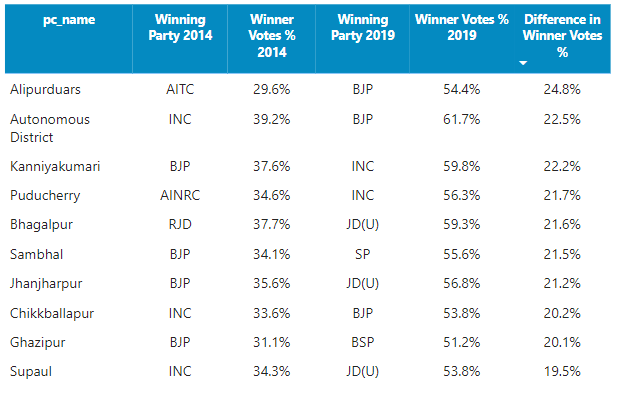 pc_name Winning Party 2014 Winner Votes % 2014 Winning Party 2019 Winner Votes % 2019 Difference in Winner Votes %
Alipurduars AITC 29.6% BJP 54.4% 24.8%
Autonomous District INC 39.2% BJP 61.7% 22.5%
Kanniyakumari BJP 37.6% INC 59.8% 22.2%
Puducherry AINRC 34.6% INC 56.3% 21.7%
Bhagalpur RJD 37.7% JD(U) 59.3% 21.6%
Sambhal BJP 34.1% SP 55.6% 21.5%
Jhanjharpur BJP 35.6% JD(U) 56.8% 21.2%
Chikkballapur INC 33.6% BJP 53.8% 20.2%
Ghazipur BJP 31.1% BSP 51.2% 20.1%
Supaul INC 34.3% JD(U) 53.8% 19.5%